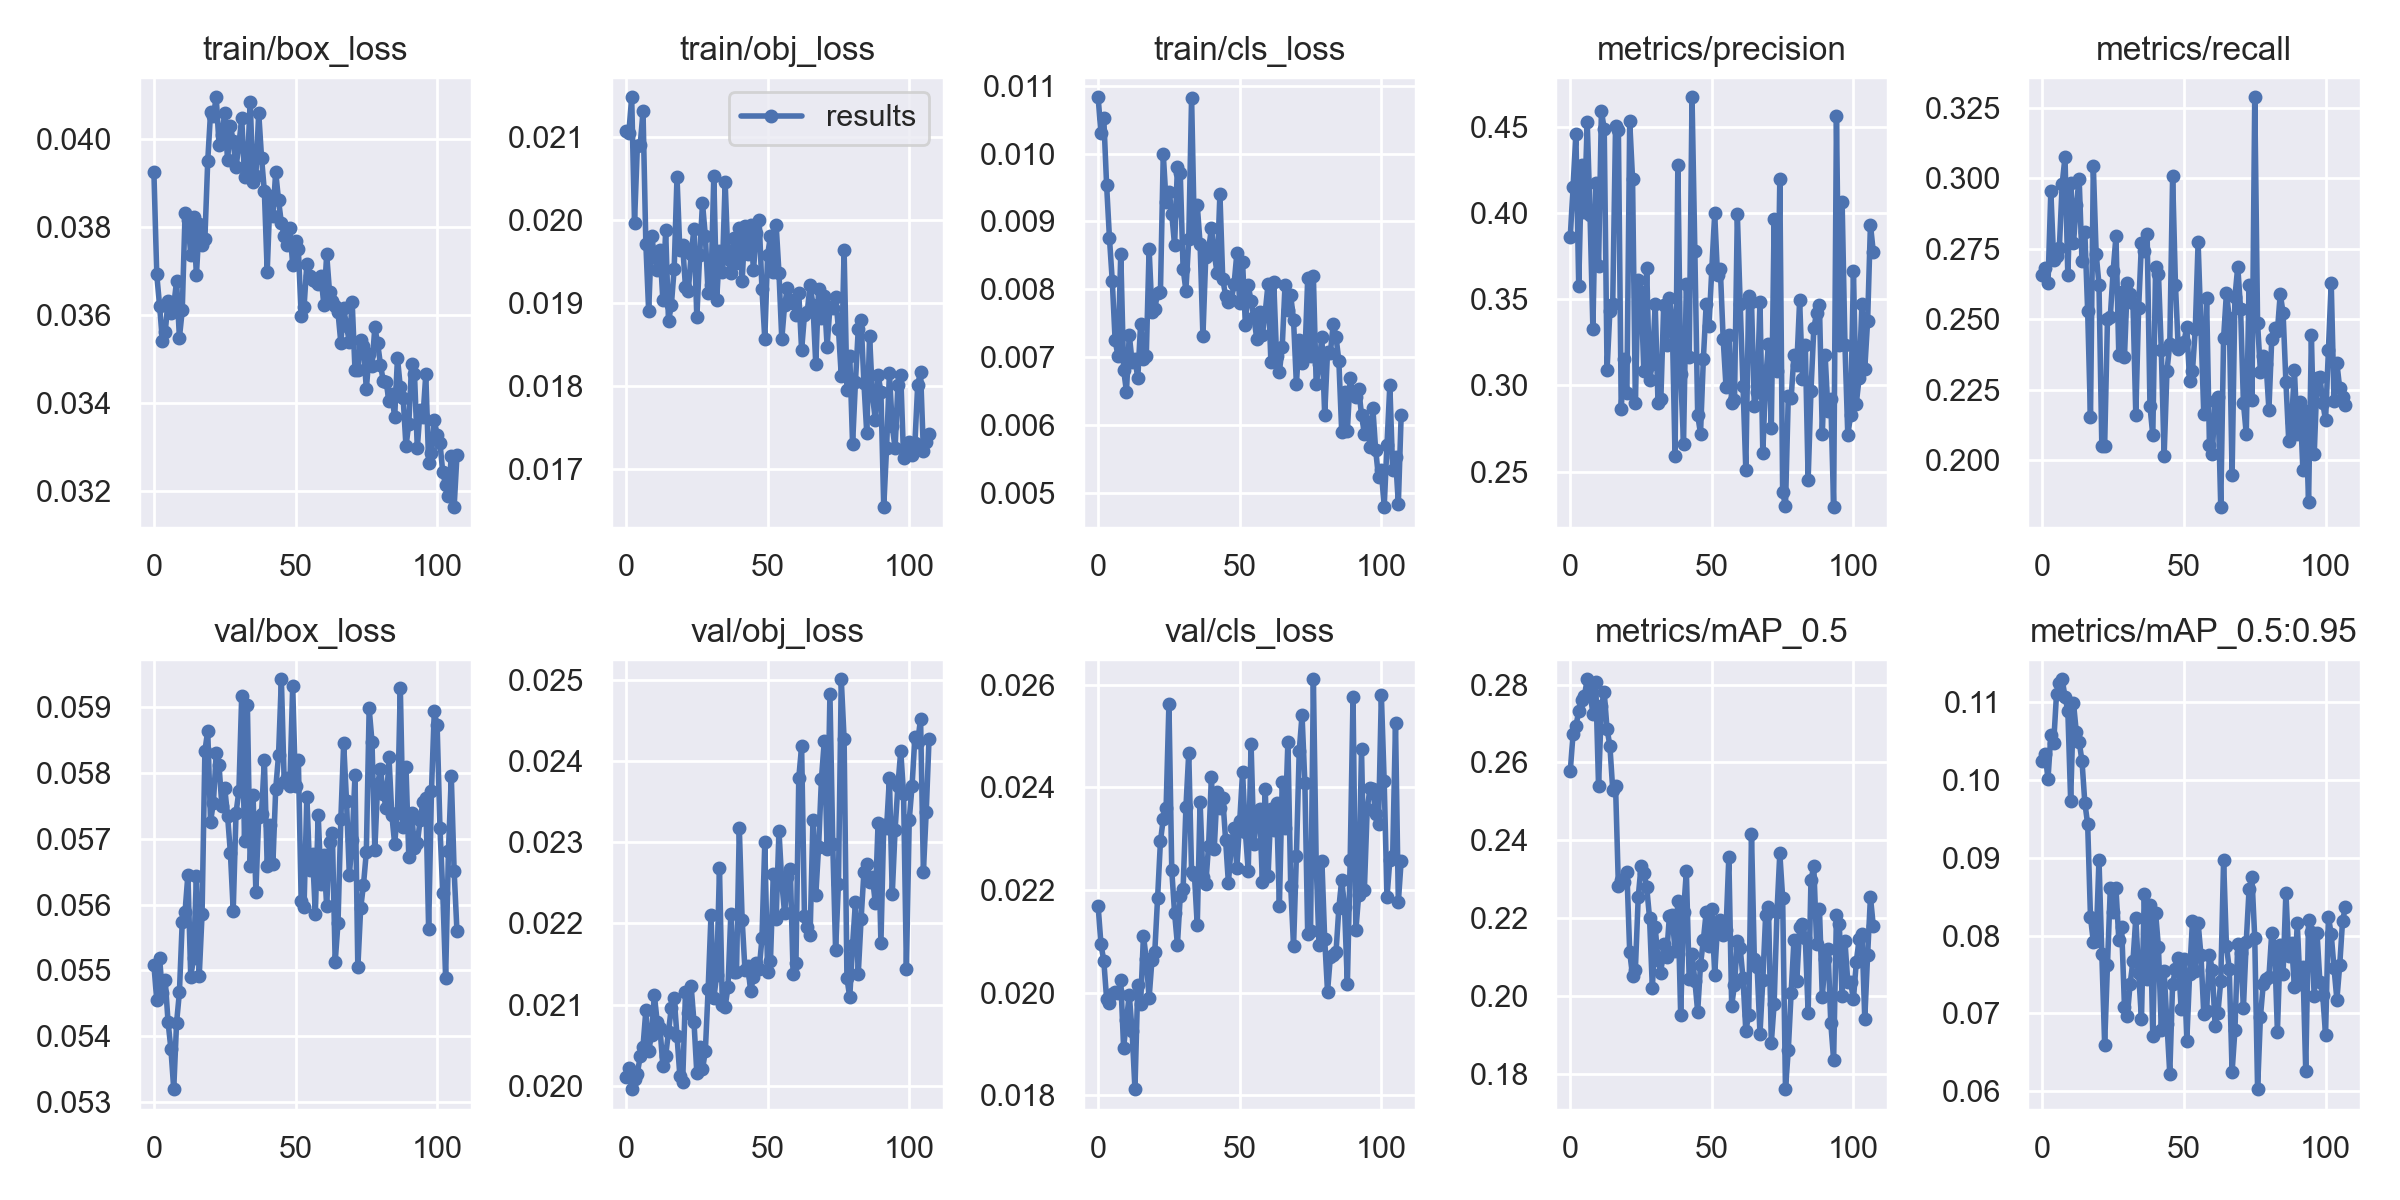 train/box_loss
0.040
0.038
0.036
0.034
0.032
0 50 100
train/obj_loss
results
0.021
0.020
0.019
0.018
0.017
0 50 100
train/cls_loss
0.011
0.010
0.009
0.008
0.007
0.006
0.005
0 50 100
metrics/precision
0.45
0.40
0.35
0.30
0.25
0 50 100
metrics/recall
0.325
0.300
0.275
0.250
0.225
0.200
0 50 100
val/box_loss
0.059
0.058
0.057
0.056
0.055
0.054
0.053
0 50 100
val/obj_loss
0.025
0.024
0.023
0.022
0.021
0.020
0 50 100
val/cls_loss
0.026
0.024
0.022
0.020
0.018
0 50 100
metrics/mAP_0.5
0.28
0.26
0.24
0.22
0.20
0.18
0 50 100
metrics/mAP_0.5:0.95
0.11
0.10
0.09
0.08
0.07
0.06
0 50 100